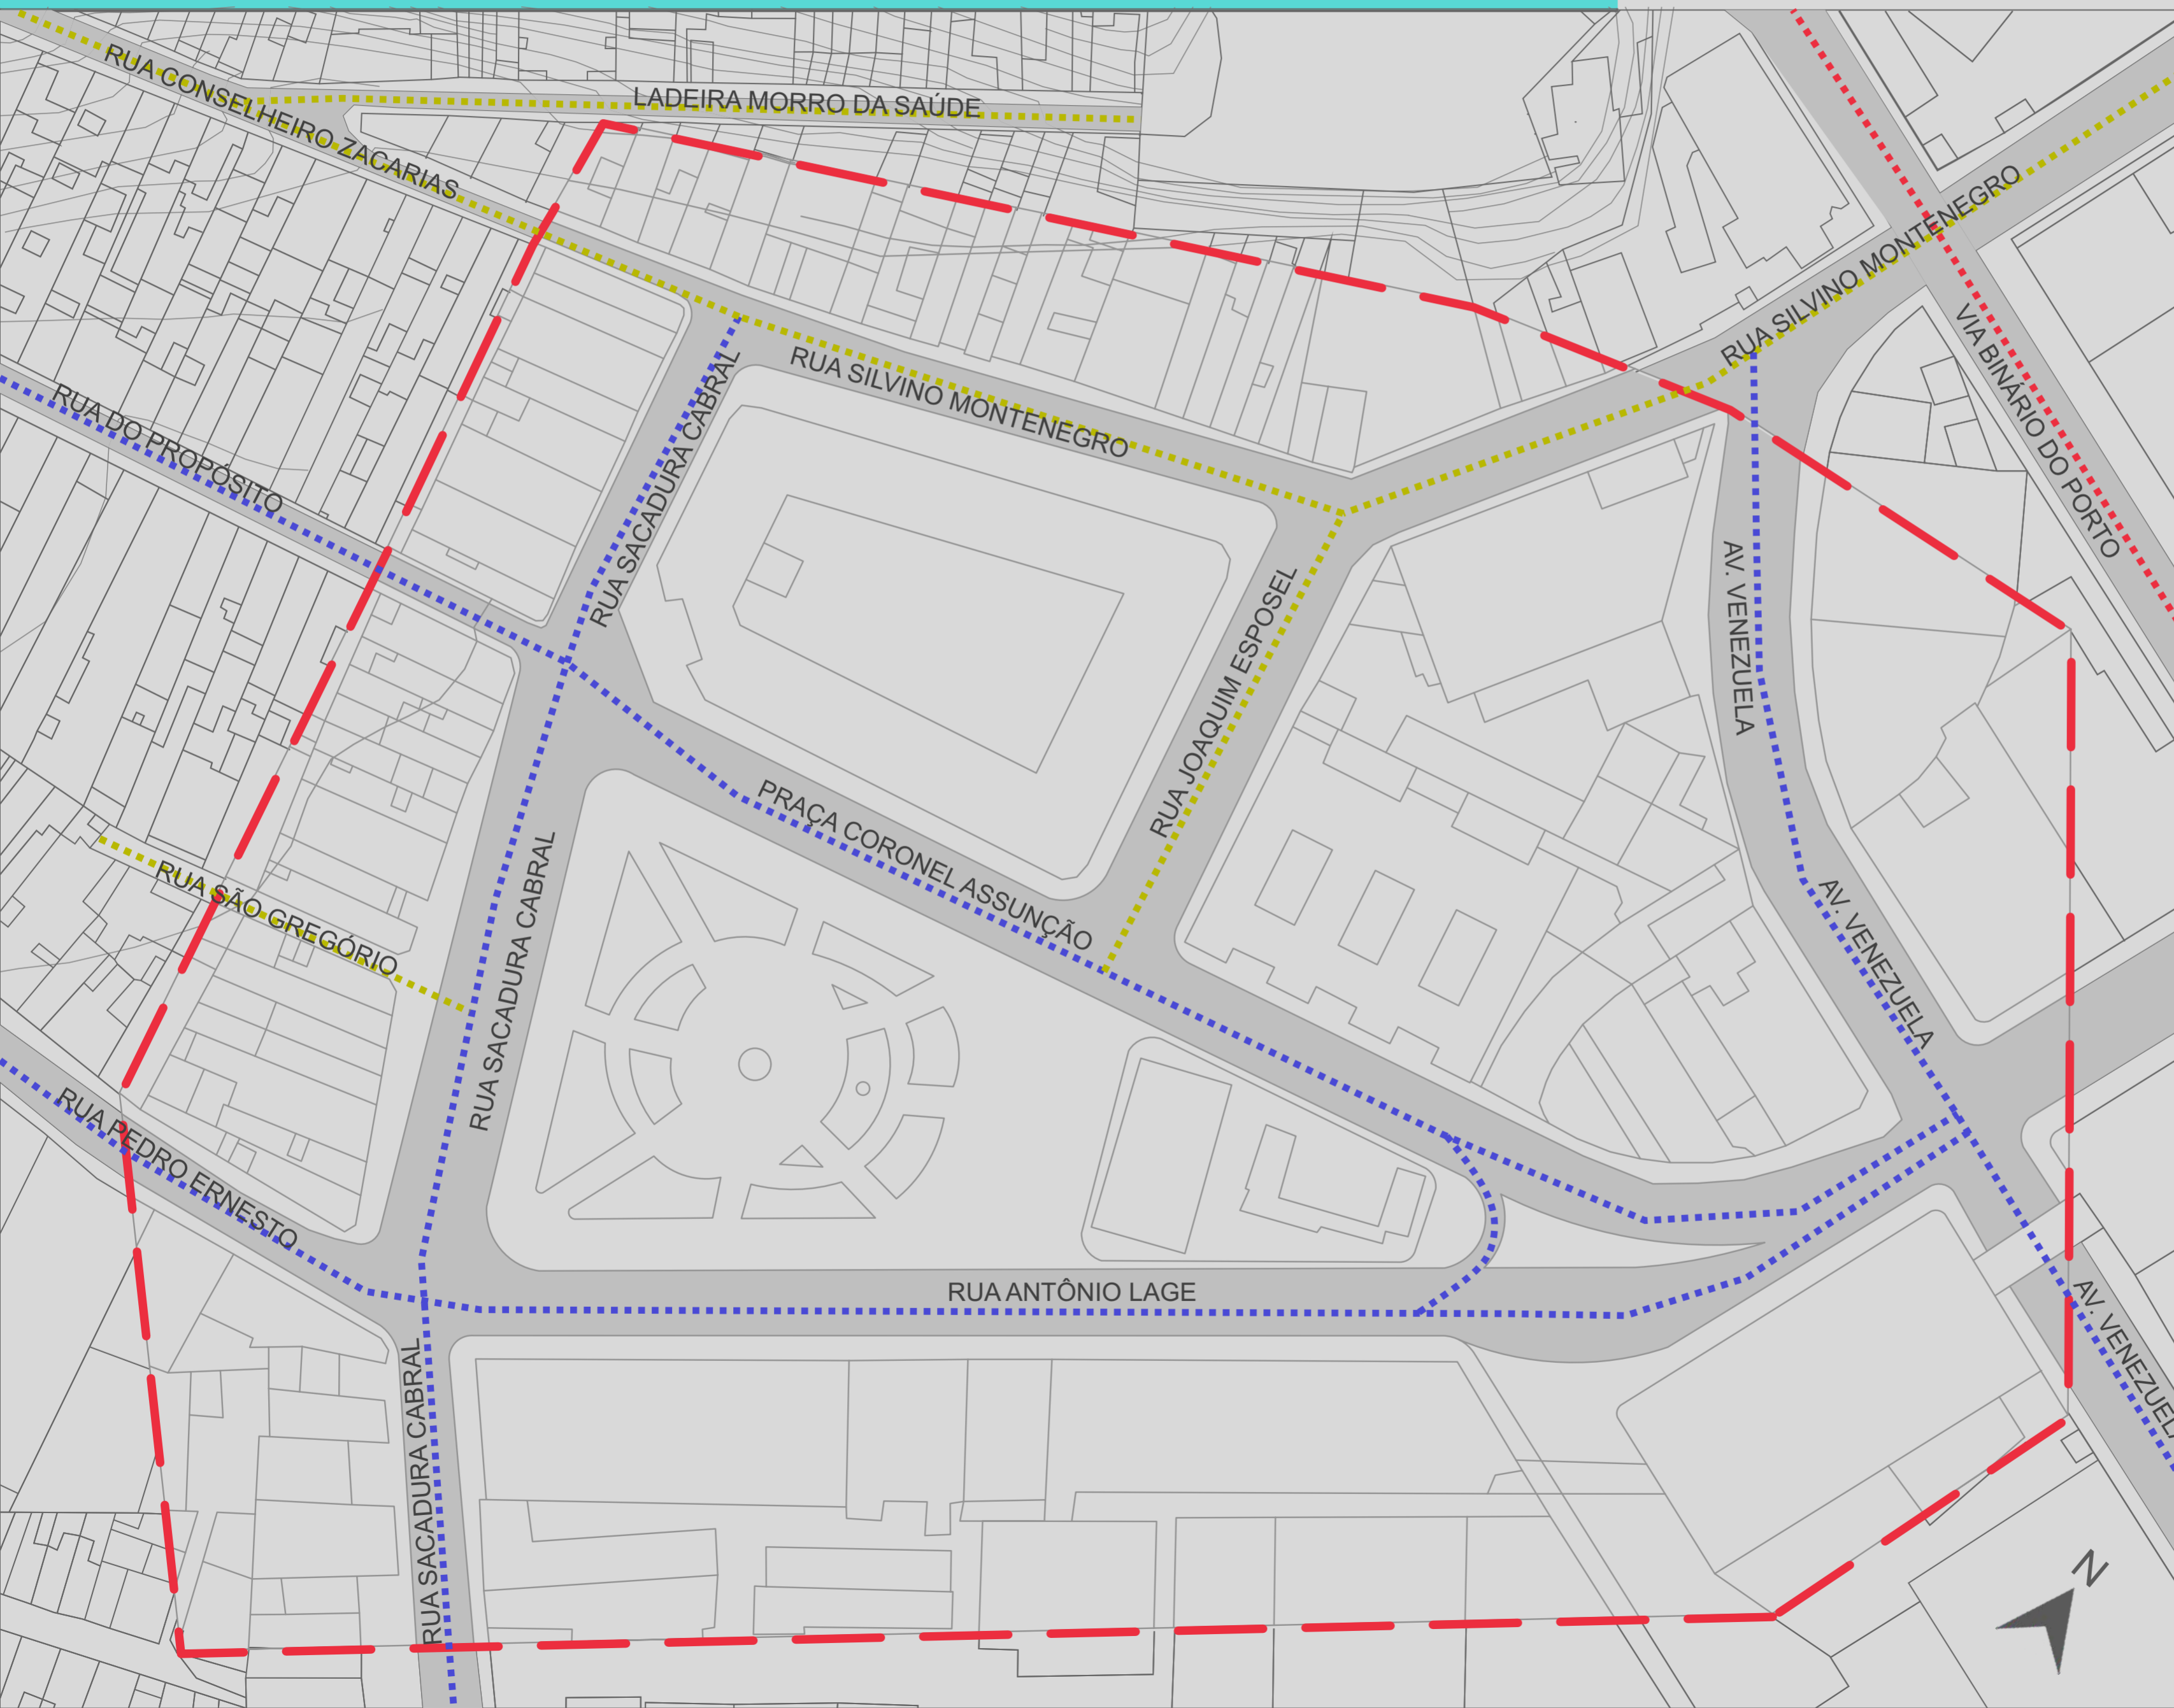 RUA CONSELHEIRO ZACARIAS
LADEIRA MORRO DA SAÚDE
RUA SILVINO MONTENEGRO
VIA BINÁRIO DO PORTO
RUA SACADURA CABRAL
RUA SILVINO MONTENEGRO
RUA DO PROPÓSITO
AV. VENEZUELA
RUA JOAQUIM ESPOSEL
PRAÇA CORONEL ASSUNÇÃO
RUA SÃO GREGÓRIO
RUA SACADURA CABRAL
AV. VENEZUELA
RUA PEDRO ERNESTO
RUA ANTÔNIO LAGE
AV. VENEZUELA
RUA SACADURA CABRAL
N